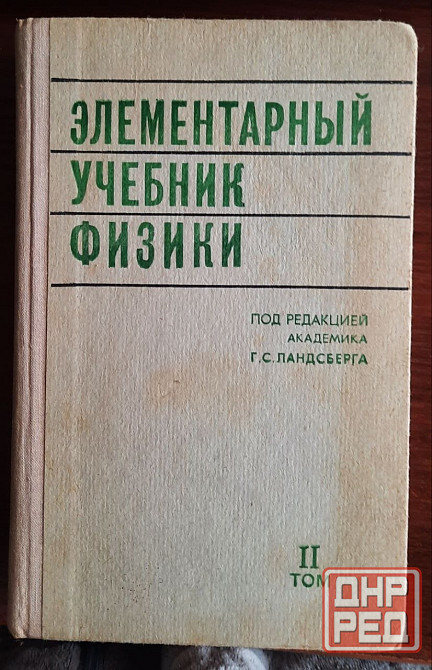 ЭЛЕМЕНТАРНЫЙ
УЧЕБНИК
ФИЗИКИ
ПОД РЕДАКЦИЕЙ
АКАДЕМИКА
Г.С.ЛАНДСБЕРГА
II
ТОМ
ДНР
РЕД